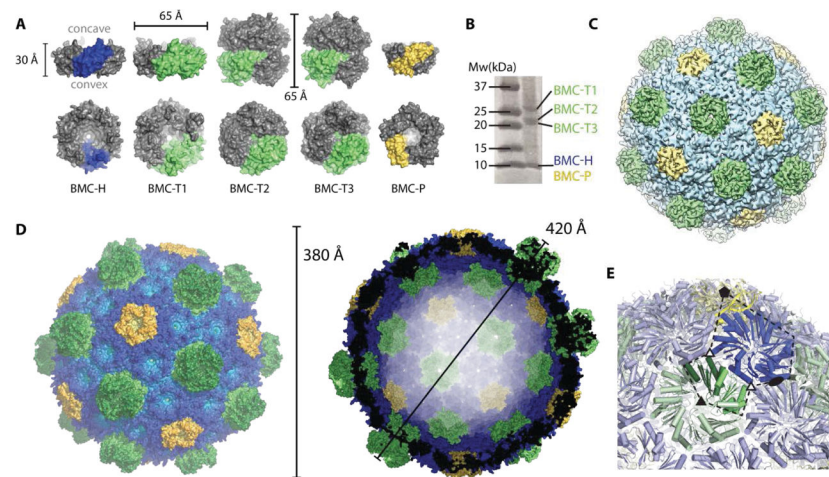 A
65 Å
concave
30 Å
convex
65 Å
BMC-H
BMC-T1
BMC-T2
BMC-T3
BMC-P
B
Mw(kDa)
37
25
20
15
10
BMC-T1
BMC-T2
BMC-T3
BMC-H
BMC-P
C
D
380 Å
420 Å
E